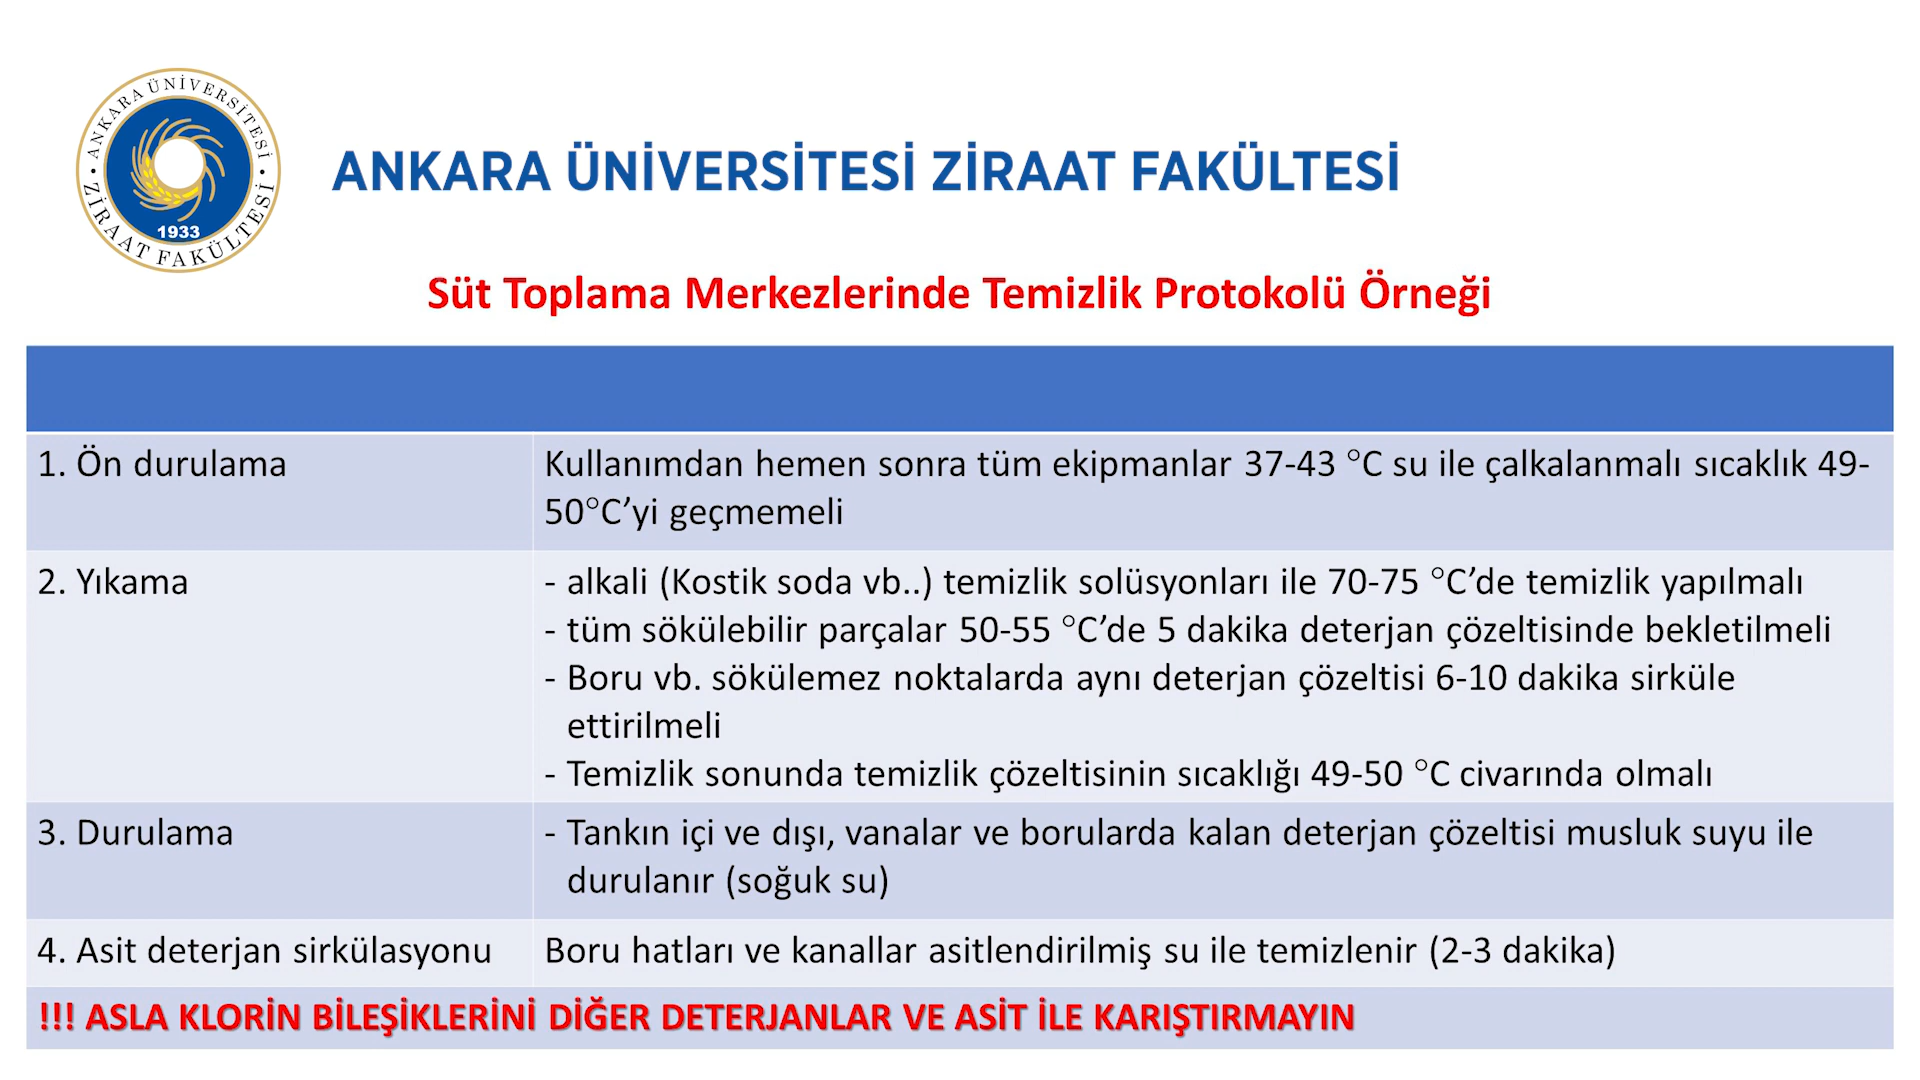 • ANKARA ÜNİVERSİTESİ •
ZİRAAT FAKÜLTESİ
1933
ANKARA ÜNİVERSİTESİ ZİRAAT FAKÜLTESİ
Süt Toplama Merkezlerinde Temizlik Protokolü Örneği
1. Ön durulama
Kullanımdan hemen sonra tüm ekipmanlar 37-43 °C su ile çalkalanmalı sıcaklık 49-
50°C’yi geçmemeli
2. Yıkama
- alkali (Kostik soda vb..) temizlik solüsyonları ile 70-75 °C’de temizlik yapılmalı
- tüm sökülebilir parçalar 50-55 °C’de 5 dakika deterjan çözeltisinde bekletilmeli
- Boru vb. sökülemez noktalarda aynı deterjan çözeltisi 6-10 dakika sirküle
ettirilmeli
- Temizlik sonunda temizlik çözeltisinin sıcaklığı 49-50 °C civarında olmalı
3. Durulama
- Tankın içi ve dışı, vanalar ve borularda kalan deterjan çözeltisi musluk suyu ile
durulanır (soğuk su)
4. Asit deterjan sirkülasyonu
Boru hatları ve kanallar asitlendirilmiş su ile temizlenir (2-3 dakika)
!!! ASLA KLORİN BİLEŞİKLERİNİ DİĞER DETERJANLAR VE ASİT İLE KARIŞTIRMAYIN